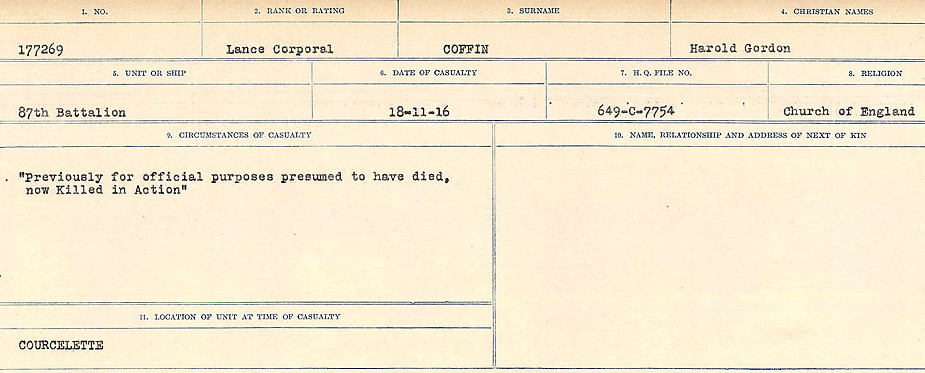 1. NO. 2. RANK OR RATING 3. SURNAME 4. CHRISTIAN NAMES
177269 Lance Corporal COFFIN Harold Gordon
5. UNIT OR SHIP 6. DATE OF CASUALTY 7. H. Q. FILE NO. 8. RELIGION
87th Battalion 18-11-16 649-C-7754 Church of England
9. CIRCUMSTANCES OF CASUALTY 10. NAME, RELATIONSHIP AND ADDRESS OF NEXT OF KIN
. "Previously for official purposes presumed to have died,
now Killed in Action"
11. LOCATION OF UNIT AT TIME OF CASUALTY
COURCELETTE